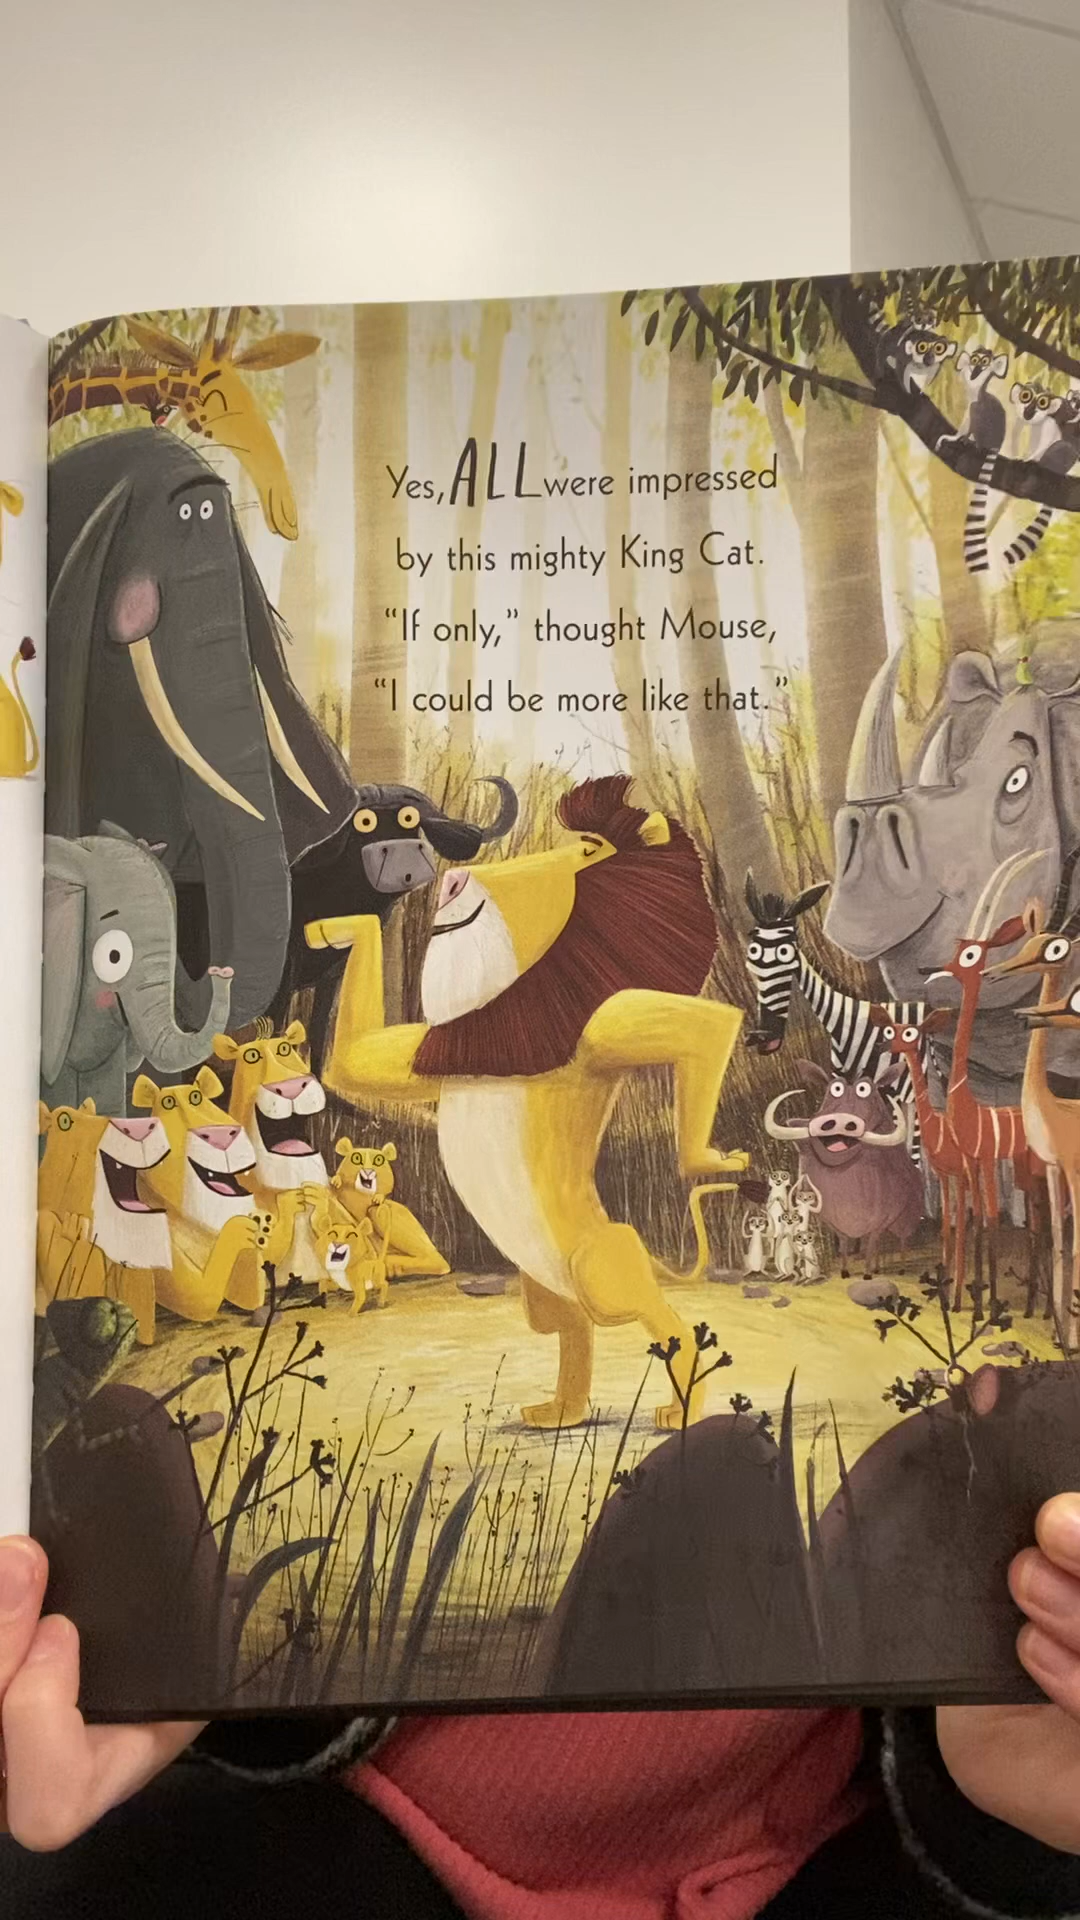 Yes, ALL were impressed
by this mighty King Cat.
“If only,” thought Mouse,
“I could be more like that.”